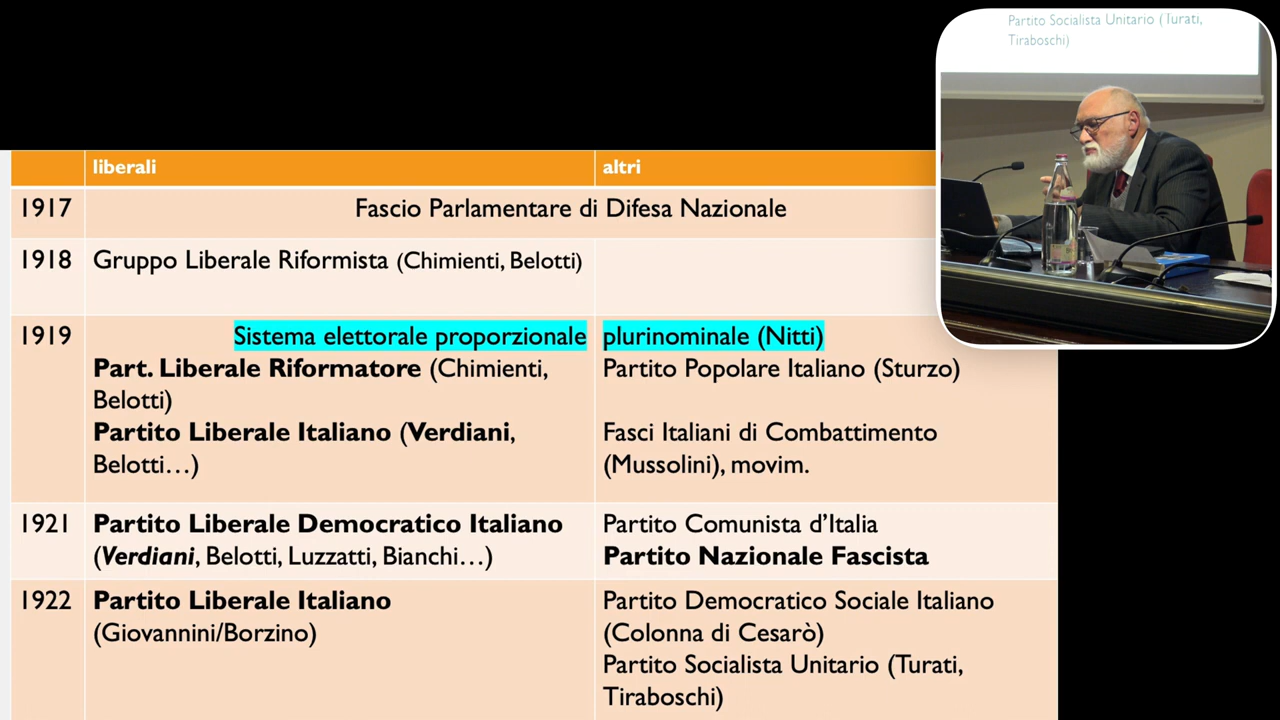 Partito Socialista Unitario (Turati,
Tiraboschi)
liberali altri
1917 Fascio Parlamentare di Difesa Nazionale
1918 Gruppo Liberale Riformista (Chimienti, Belotti)
1919 Sistema elettorale proporzionale plurinominale (Nitti)
Part. Liberale Riformatore (Chimienti, Partito Popolare Italiano (Sturzo)
Belotti)
Partito Liberale Italiano (Verdiani, Fasci Italiani di Combattimento
Belotti…) (Mussolini), movim.
1921 Partito Liberale Democratico Italiano Partito Comunista d’Italia
(Verdiani, Belotti, Luzzatti, Bianchi…) Partito Nazionale Fascista
1922 Partito Liberale Italiano Partito Democratico Sociale Italiano
(Giovannini/Borzino) (Colonna di Cesarò)
Partito Socialista Unitario (Turati,
Tiraboschi)